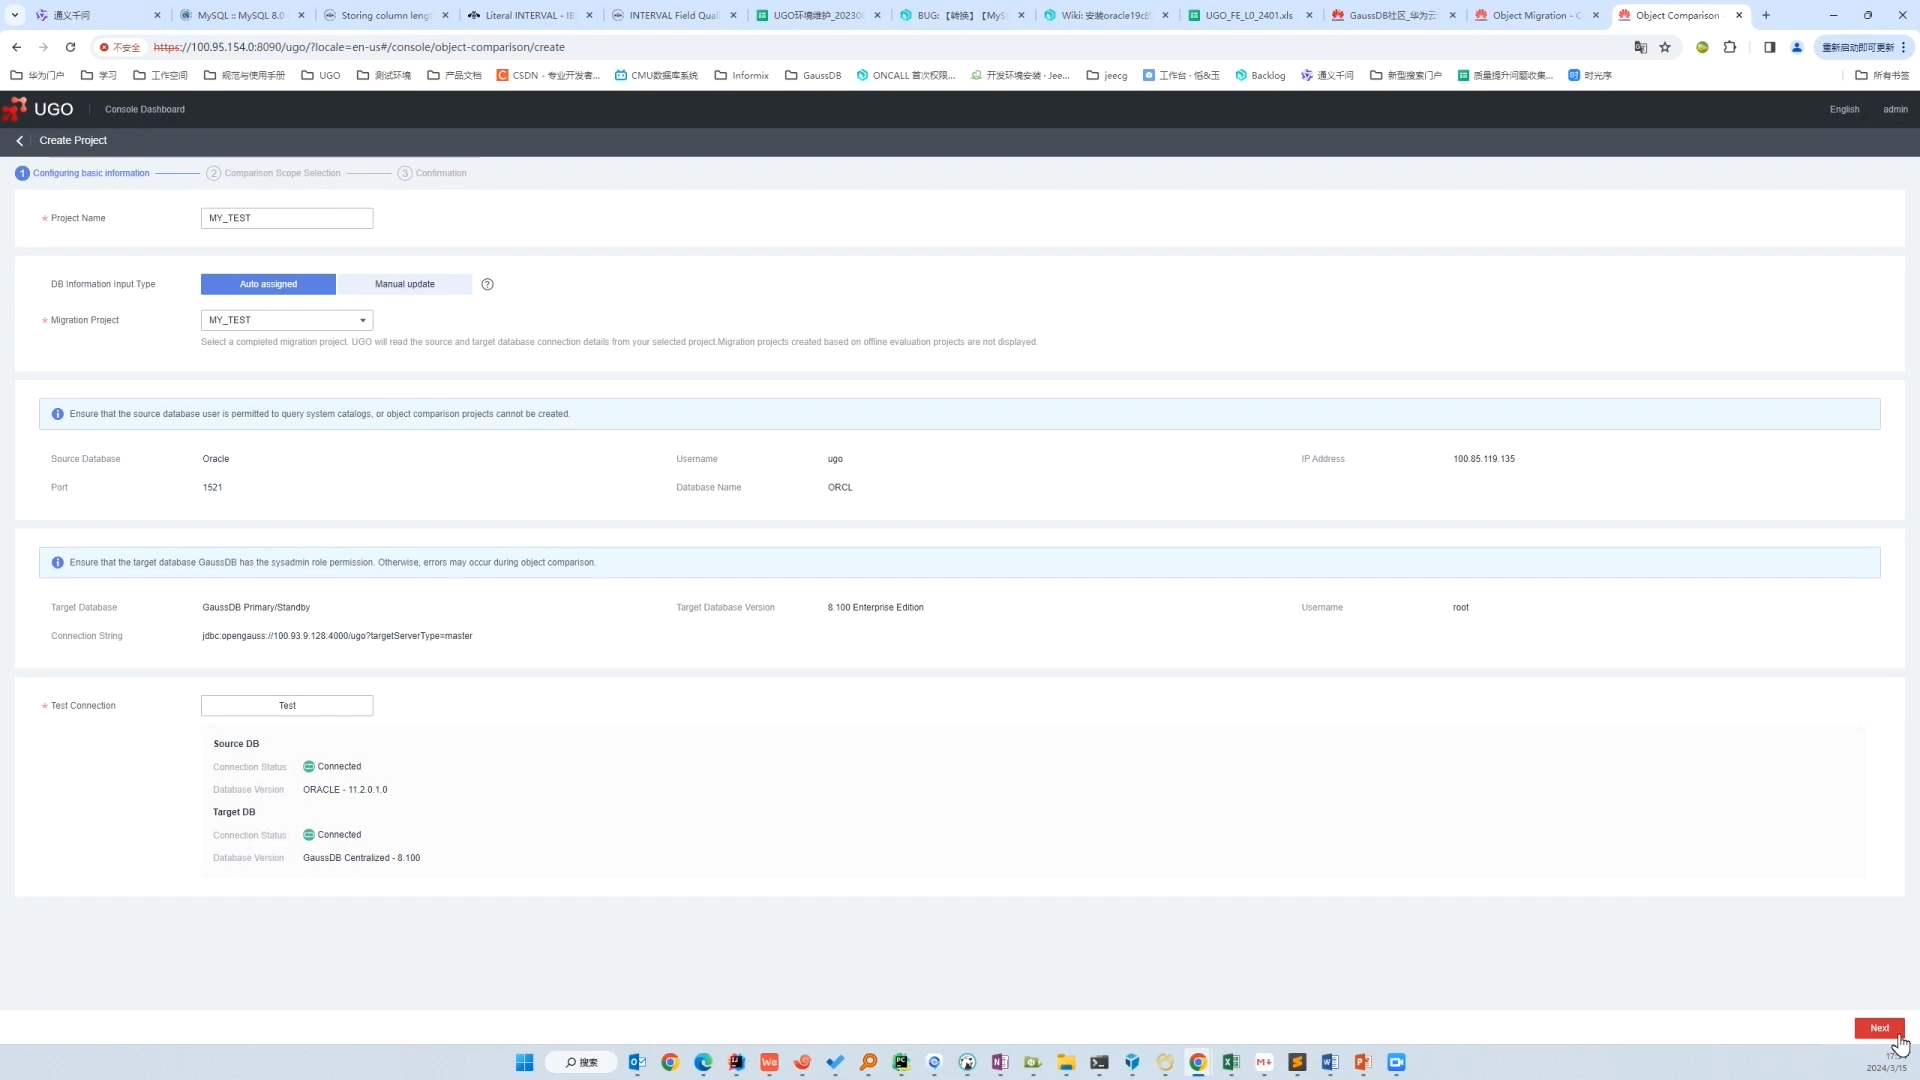 通义千问
MySQL :: MySQL 8.0
Storing column leng
Literal INTERVAL - IB
INTERVAL Field Qual
UGO环境维护_20230
BUG:【转换】【MyS
Wiki: 安装oracle19c
UGO_FE_L0_2401.xls
GaussDB社区_华为云
Object Migration - C
Object Comparison
不安全
https://100.95.154.0:8090/ugo/?locale=en-us#/console/object-comparison/create
重新启动即可更新
华为门户
学习
工作空间
规范与使用手册
UGO
测试环境
产品文档
CSDN - 专业开发者...
CMU数据库系统
Informix
GaussDB
ONCALL 首次权限...
开发环境安装 · Jee...
jeecg
工作台 · 恺&玉
Backlog
通义千问
新型搜索门户
质量提升问题收集...
时光序
所有书签
UGO
Console Dashboard
English
admin
Create Project
1 Configuring basic information
2 Comparison Scope Selection
3 Confirmation
* Project Name
MY_TEST
DB Information Input Type
Auto assigned
Manual update
?
* Migration Project
MY_TEST
Select a completed migration project. UGO will read the source and target database connection details from your selected project.Migration projects created based on offline evaluation projects are not displayed.
Ensure that the source database user is permitted to query system catalogs, or object comparison projects cannot be created.
Source Database Oracle
Username ugo
IP Address 100.85.119.135
Port 1521
Database Name ORCL
Ensure that the target database GaussDB has the sysadmin role permission. Otherwise, errors may occur during object comparison.
Target Database GaussDB Primary/Standby
Target Database Version 8.100 Enterprise Edition
Username root
Connection String jdbc:opengauss://100.93.9.128:4000/ugo?targetServerType=master
* Test Connection
Test
Source DB
Connection Status Connected
Database Version ORACLE - 11.2.0.1.0
Target DB
Connection Status Connected
Database Version GaussDB Centralized - 8.100
Next
搜索
2024/3/15